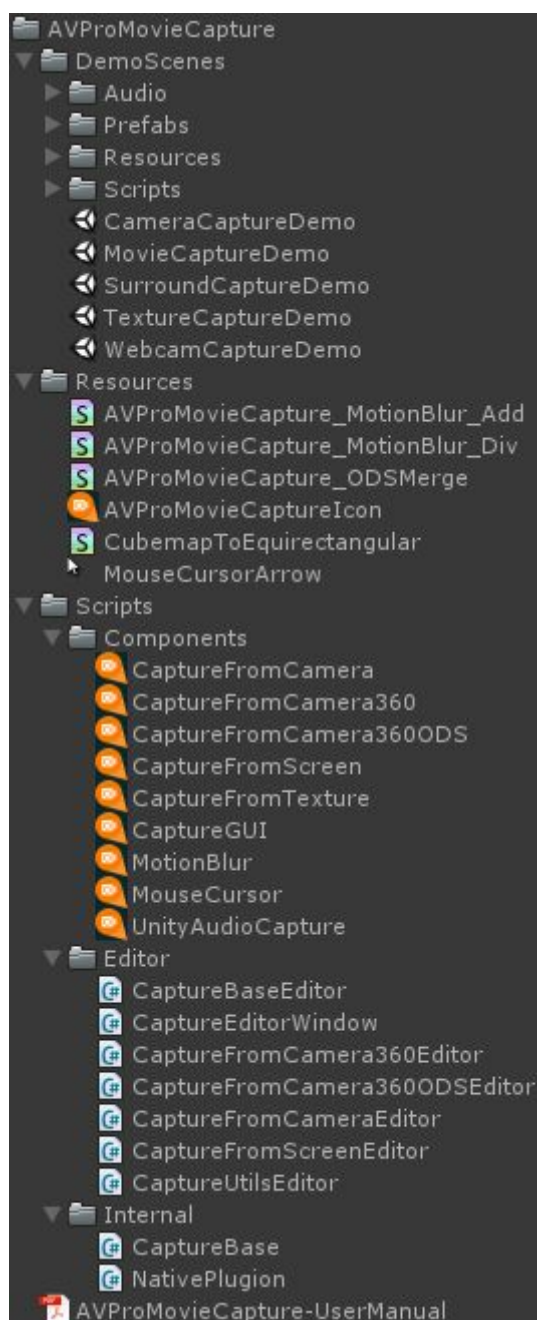 AVProMovieCapture
DemoScenes
Audio
Prefabs
Resources
Scripts
CameraCaptureDemo
MovieCaptureDemo
SurroundCaptureDemo
TextureCaptureDemo
WebcamCaptureDemo
Resources
AVProMovieCapture_MotionBlur_Add
AVProMovieCapture_MotionBlur_Div
AVProMovieCapture_ODSMerge
AVProMovieCaptureIcon
CubemapToEquirectangular
MouseCursorArrow
Scripts
Components
CaptureFromCamera
CaptureFromCamera360
CaptureFromCamera360ODS
CaptureFromScreen
CaptureFromTexture
CaptureGUI
MotionBlur
MouseCursor
UnityAudioCapture
Editor
CaptureBaseEditor
CaptureEditorWindow
CaptureFromCamera360Editor
CaptureFromCamera360ODSEditor
CaptureFromCameraEditor
CaptureFromScreenEditor
CaptureUtilsEditor
Internal
CaptureBase
NativePlugion
AVProMovieCapture-UserManual